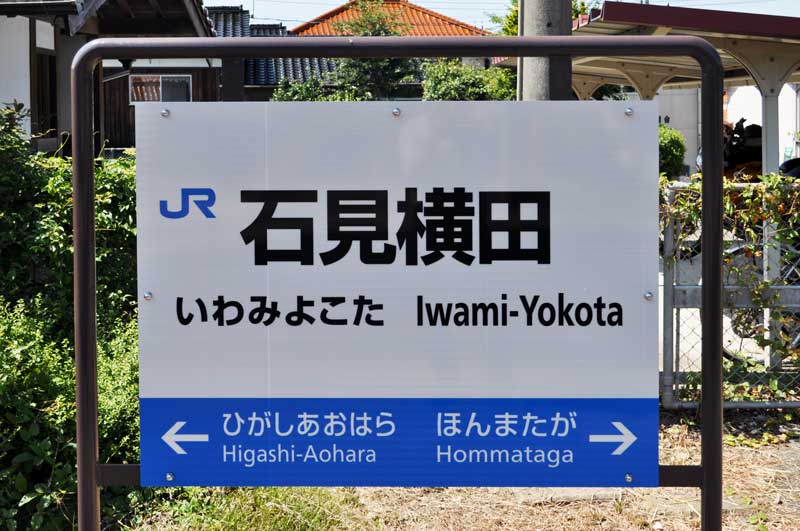 JR 石見横田
いわみよこた Iwami-Yokota
← ひがしあおはら ほんまたが →
Higashi-Aohara Hommataga